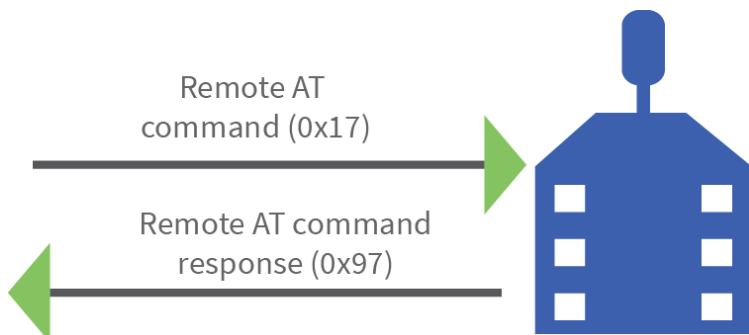 Remote AT
command (0x17)
Remote AT command
response (0x97)